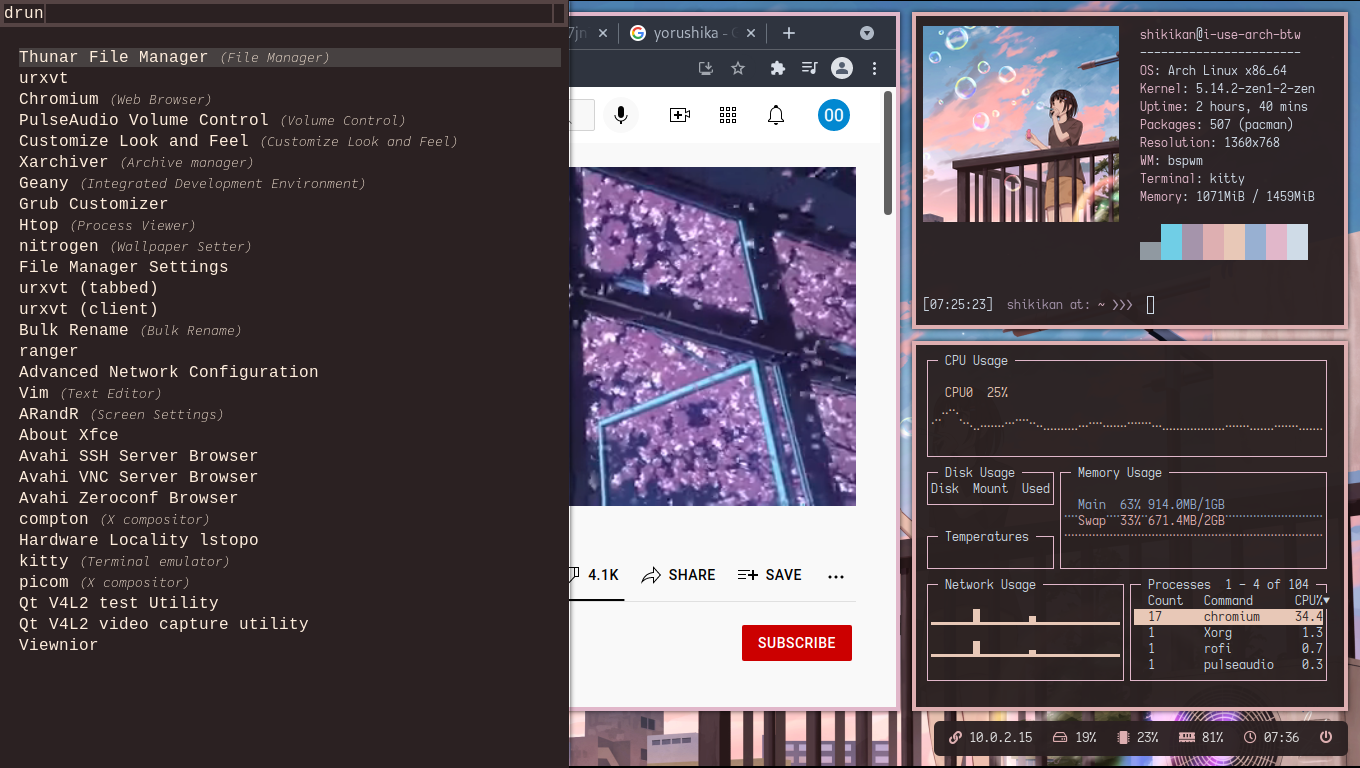 drun
Thunar File Manager (File Manager)
urxvt
Chromium (Web Browser)
PulseAudio Volume Control (Volume Control)
Customize Look and Feel (Customize Look and Feel)
Xarchiver (Archive manager)
Geany (Integrated Development Environment)
Grub Customizer
Htop (Process Viewer)
nitrogen (Wallpaper Setter)
File Manager Settings
urxvt (tabbed)
urxvt (client)
Bulk Rename (Bulk Rename)
ranger
Advanced Network Configuration
Vim (Text Editor)
ARandR (Screen Settings)
About Xfce
Avahi SSH Server Browser
Avahi VNC Server Browser
Avahi Zeroconf Browser
compton (X compositor)
Hardware Locality lstopo
kitty (Terminal emulator)
picom (X compositor)
Qt V4L2 test Utility
Qt V4L2 video capture utility
Viewnior
yorushika -
OO
4.1K SHARE SAVE
SUBSCRIBE
shikikan@i-use-arch-btw
-----------------------
OS: Arch Linux x86_64
Kernel: 5.14.2-zen1-2-zen
Uptime: 2 hours, 40 mins
Packages: 507 (pacman)
Resolution: 1360x768
WM: bspwm
Terminal: kitty
Memory: 1071MiB / 1459MiB
[07:25:23] shikikan at: ~ >>>
CPU Usage
CPU0 25%
Disk Usage
Disk Mount Used
Temperatures
Memory Usage
Main 63% 914.0MB/1GB
Swap 33% 671.4MB/2GB
Network Usage
Processes 1 - 4 of 104
Count Command CPU%▼
17 chromium 34.4
1 Xorg 1.3
1 rofi 0.7
1 pulseaudio 0.3
10.0.2.15 19% 23% 81% 07:36